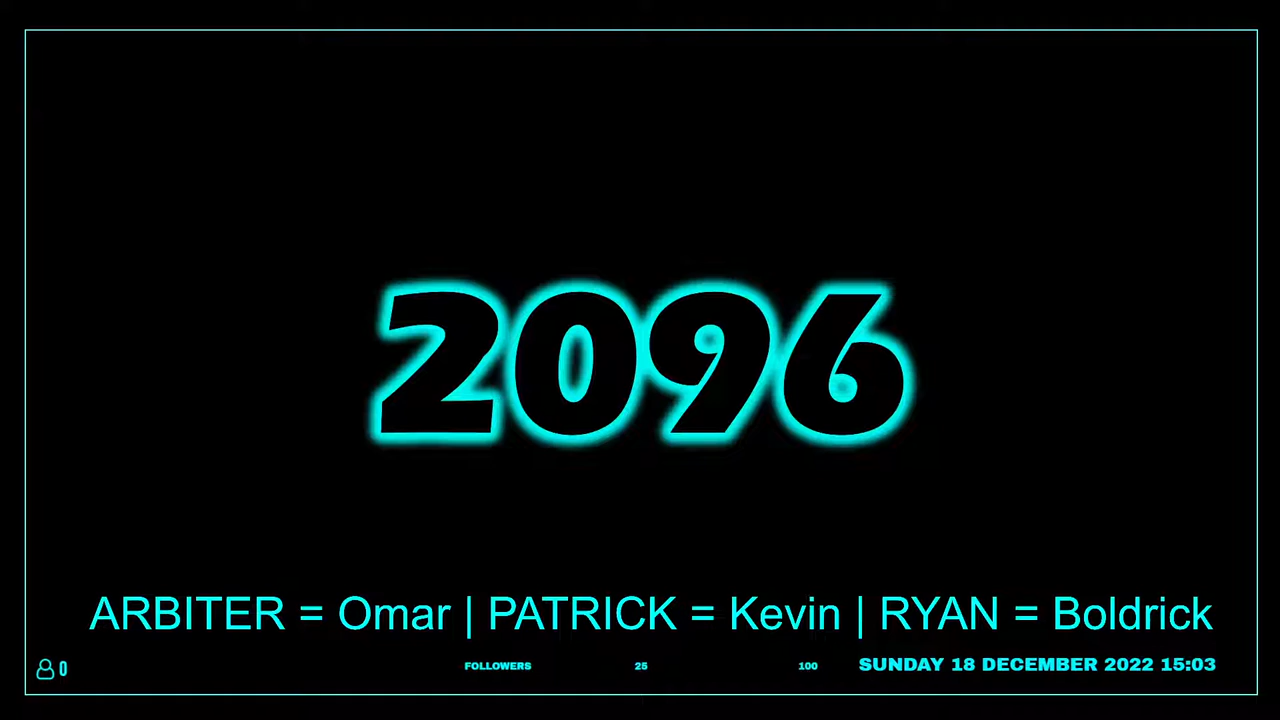 2096
ARBITER = Omar | PATRICK = Kevin | RYAN = Boldrick
0 FOLLOWERS 25 100 SUNDAY 18 DECEMBER 2022 15:03